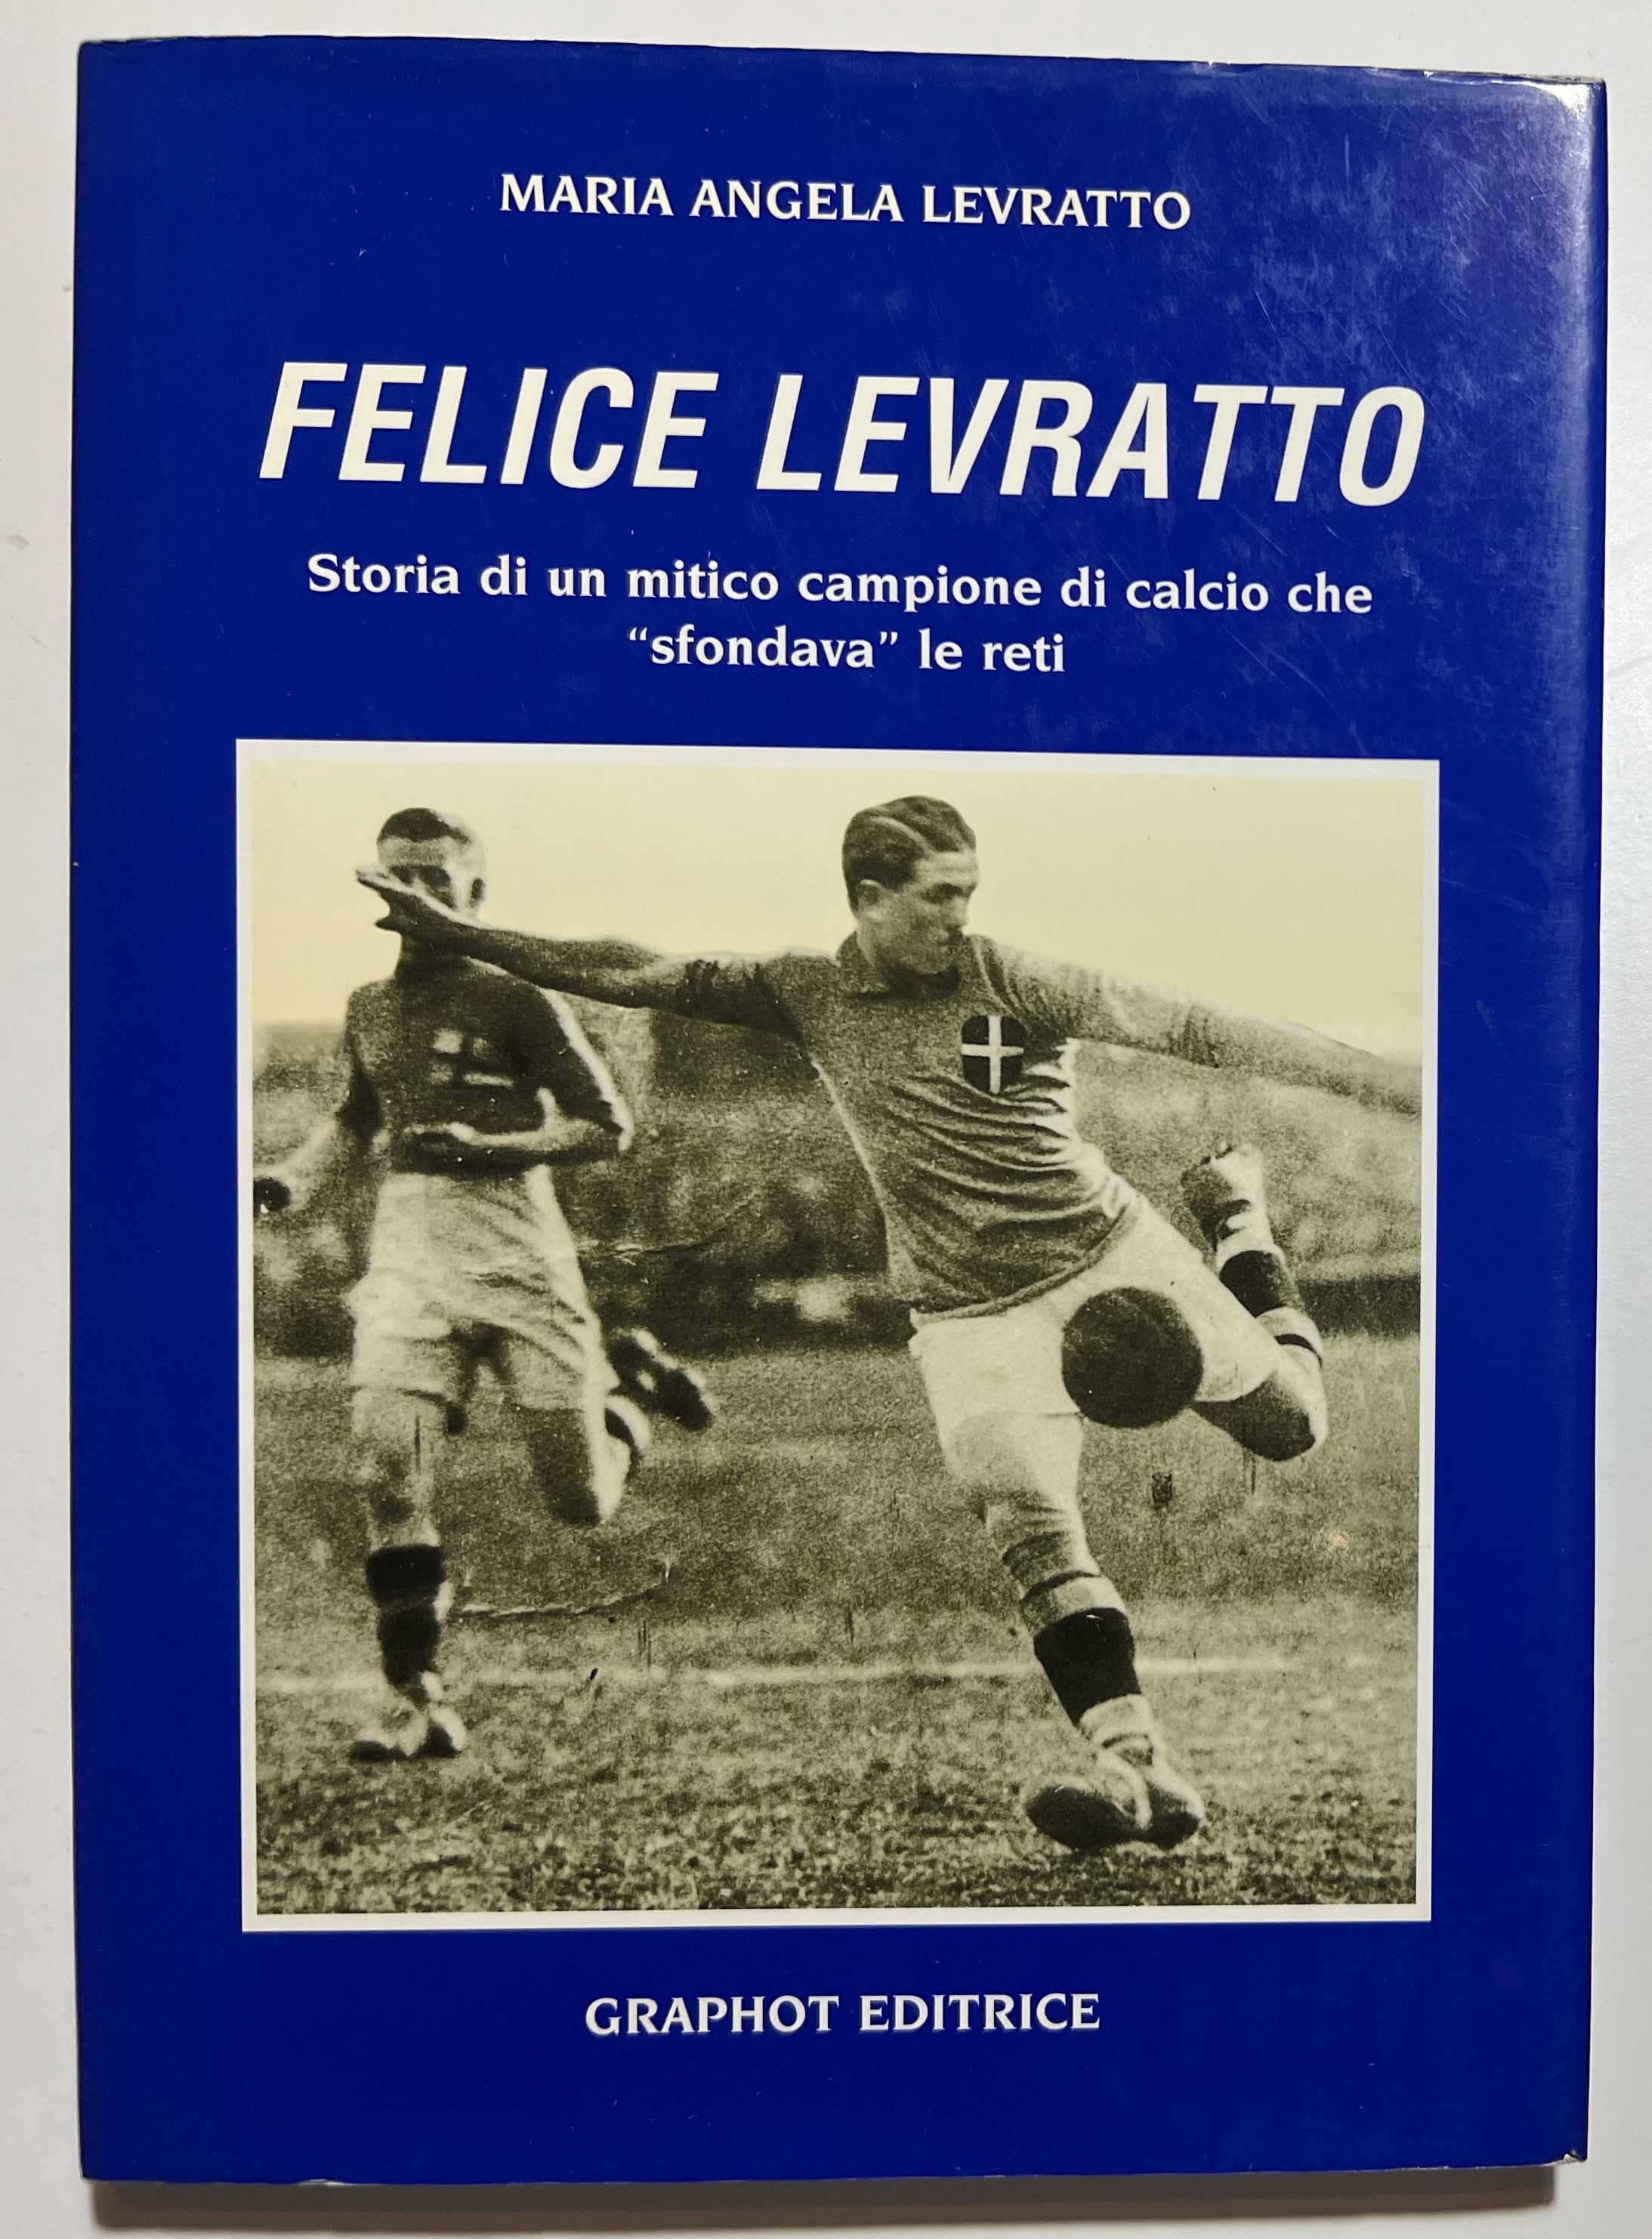 MARIA ANGELA LEVRATTO
FELICE LEVRATTO
Storia di un mitico campione di calcio che
“sfondava” le reti
GRAPHOT EDITRICE